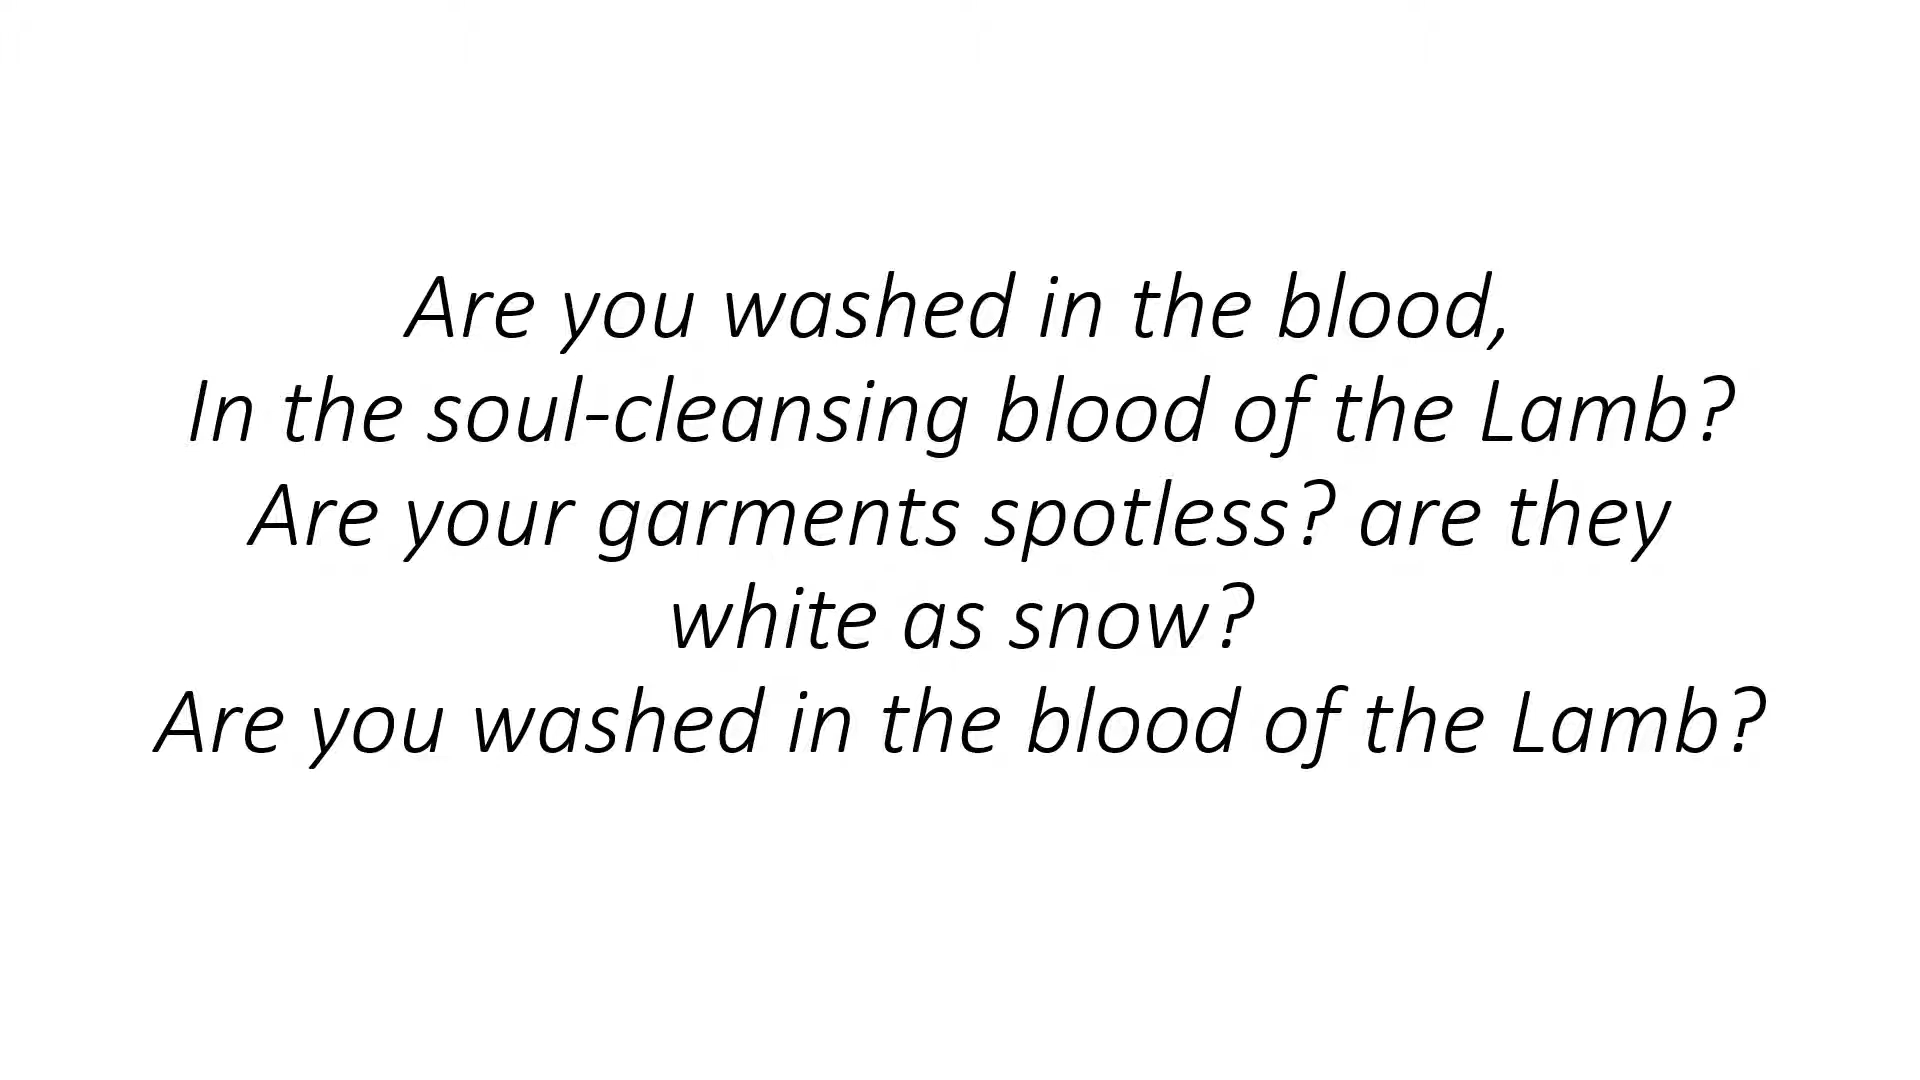 Are you washed in the blood,
In the soul-cleansing blood of the Lamb?
Are your garments spotless? are they
white as snow?
Are you washed in the blood of the Lamb?